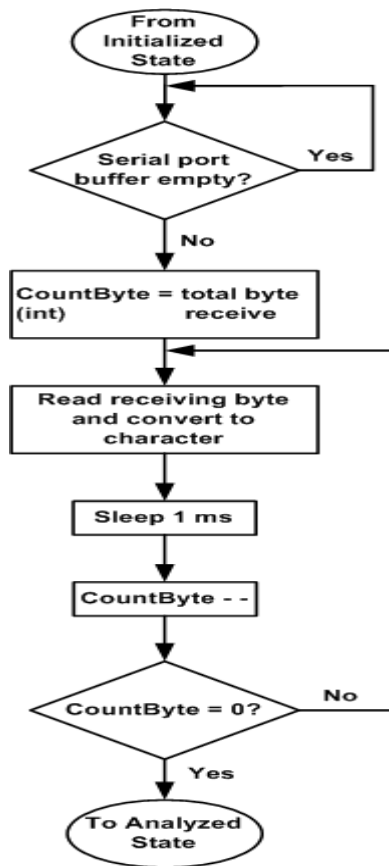 From
Initialized
State
Serial port
buffer empty?
Yes
No
CountByte = total byte
(int) receive
Read receiving byte
and convert to
character
Sleep 1 ms
CountByte - -
CountByte = 0?
No
Yes
To Analyzed
State